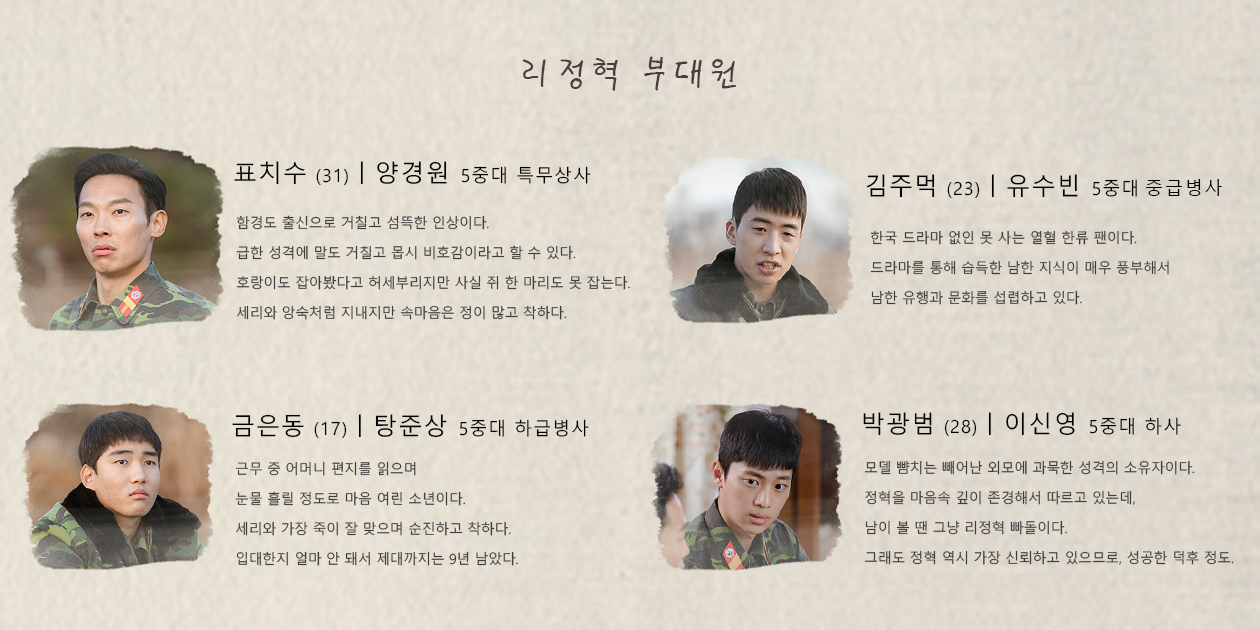 리정혁 부대원
표치수 (31) | 양경원 5중대 특무상사
함경도 출신으로 거칠고 섬뜩한 인상이다.
급한 성격에 말도 거칠고 몹시 비호감이라고 할 수 있다.
호랑이도 잡아봤다고 허세부리지만 사실 쥐 한 마리도 못 잡는다.
세리와 앙숙처럼 지내지만 속마음은 정이 많고 착하다.
김주먹 (23) | 유수빈 5중대 중급병사
한국 드라마 없인 못 사는 열혈 한류 팬이다.
드라마를 통해 습득한 남한 지식이 매우 풍부해서
남한 유행과 문화를 섭렵하고 있다.
금은동 (17) | 탕준상 5중대 하급병사
근무 중 어머니 편지를 읽으며
눈물 흘릴 정도로 마음 여린 소년이다.
세리와 가장 죽이 잘 맞으며 순진하고 착하다.
입대한지 얼마 안 돼서 제대까지는 9년 남았다.
박광범 (28) | 이신영 5중대 하사
모델 뺨치는 빼어난 외모에 과묵한 성격의 소유자이다.
정혁을 마음속 깊이 존경해서 따르고 있는데,
남이 볼 땐 그냥 리정혁 빠돌이다.
그래도 정혁 역시 가장 신뢰하고 있으므로, 성공한 덕후 정도.